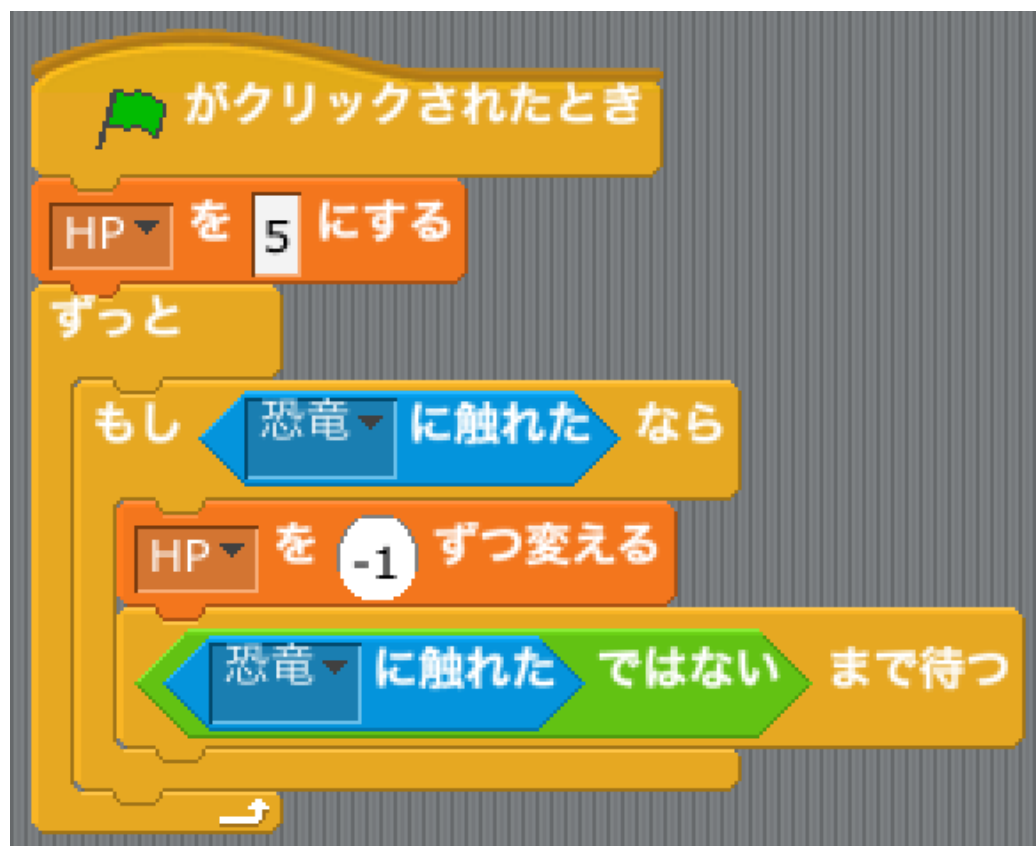 がクリックされたとき
HP を 5 にする
ずっと
もし 恐竜 に触れた なら
HP を -1 ずつ変える
恐竜 に触れた ではない まで待つ